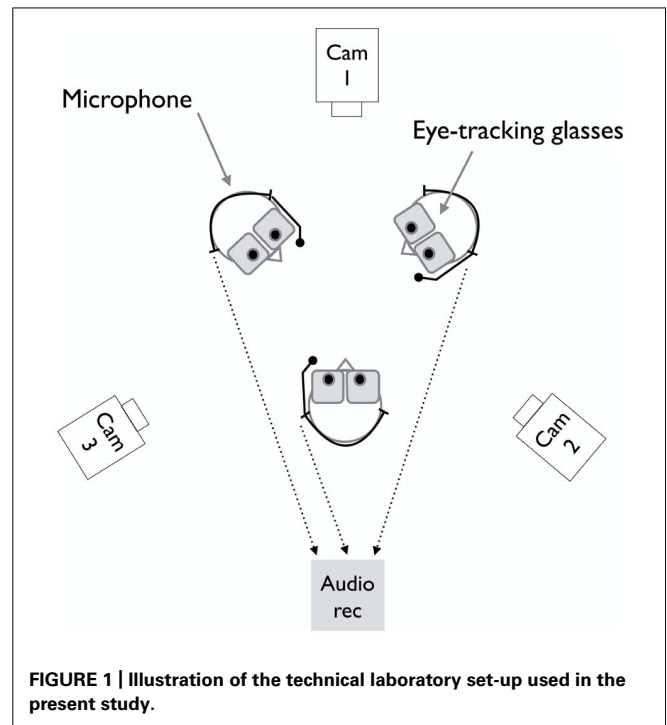 Cam
1
Microphone
Eye-tracking glasses
Cam
3
Cam
2
Audio
rec
FIGURE 1 | Illustration of the technical laboratory set-up used in the
present study.